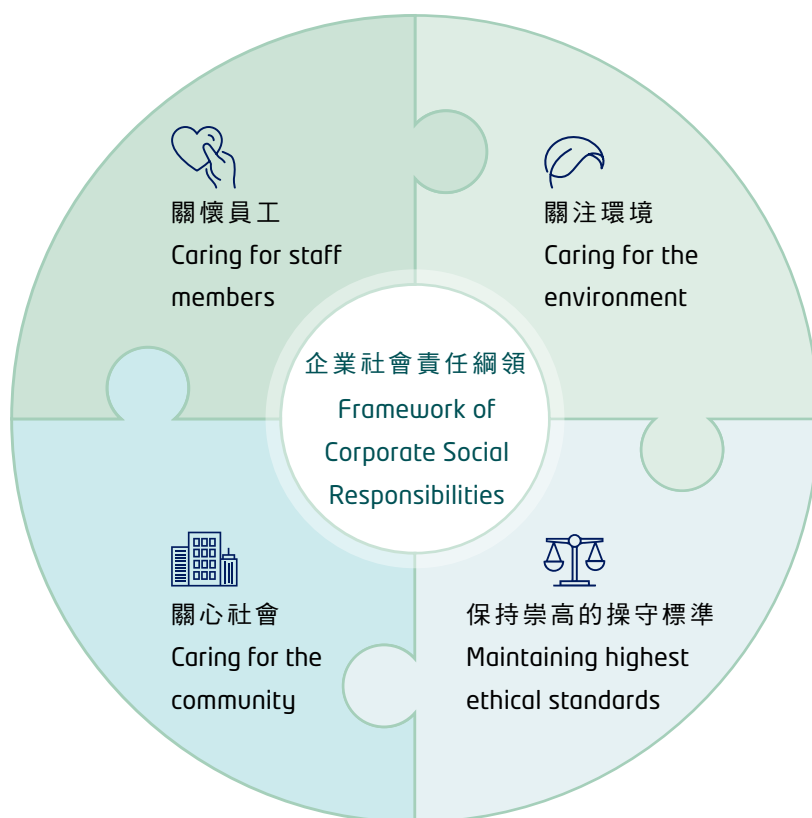 關懷員工
Caring for staff
members
關注環境
Caring for the
environment
企業社會責任綱領
Framework of
Corporate Social
Responsibilities
關心社會
Caring for the
community
保持崇高的操守標準
Maintaining highest
ethical standards